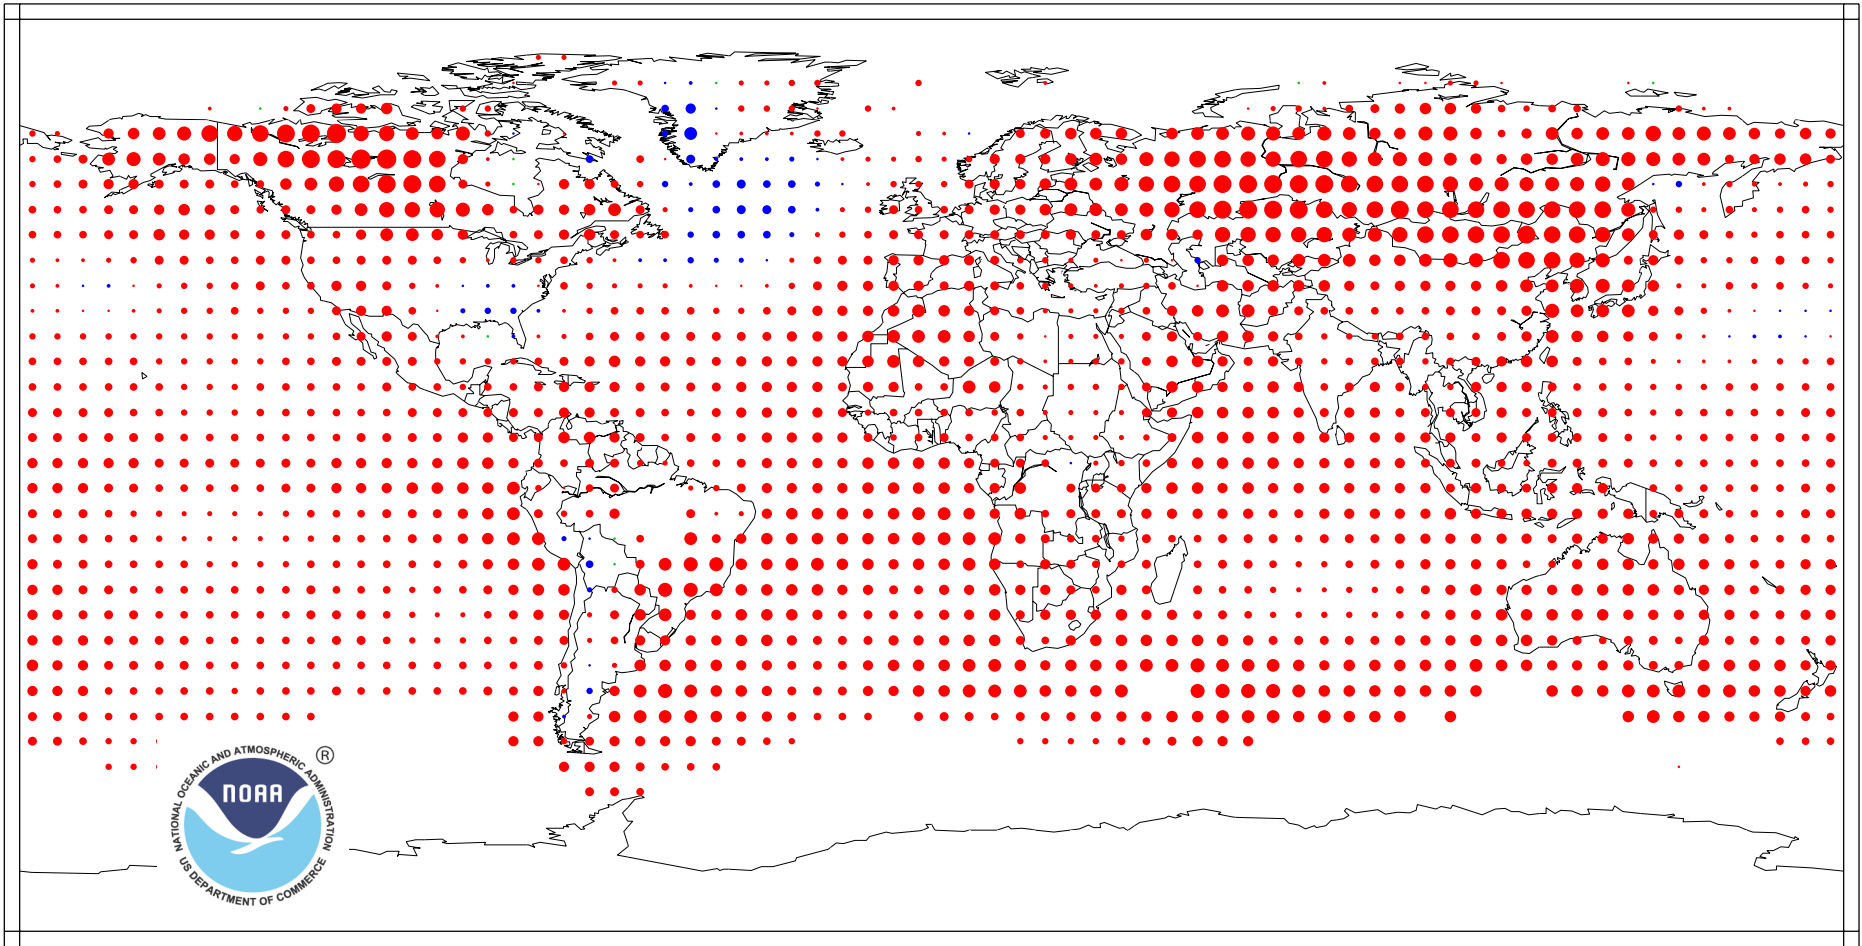 ®
NATIONAL OCEANIC AND ATMOSPHERIC ADMINISTRATION
NOAA
US DEPARTMENT OF COMMERCE